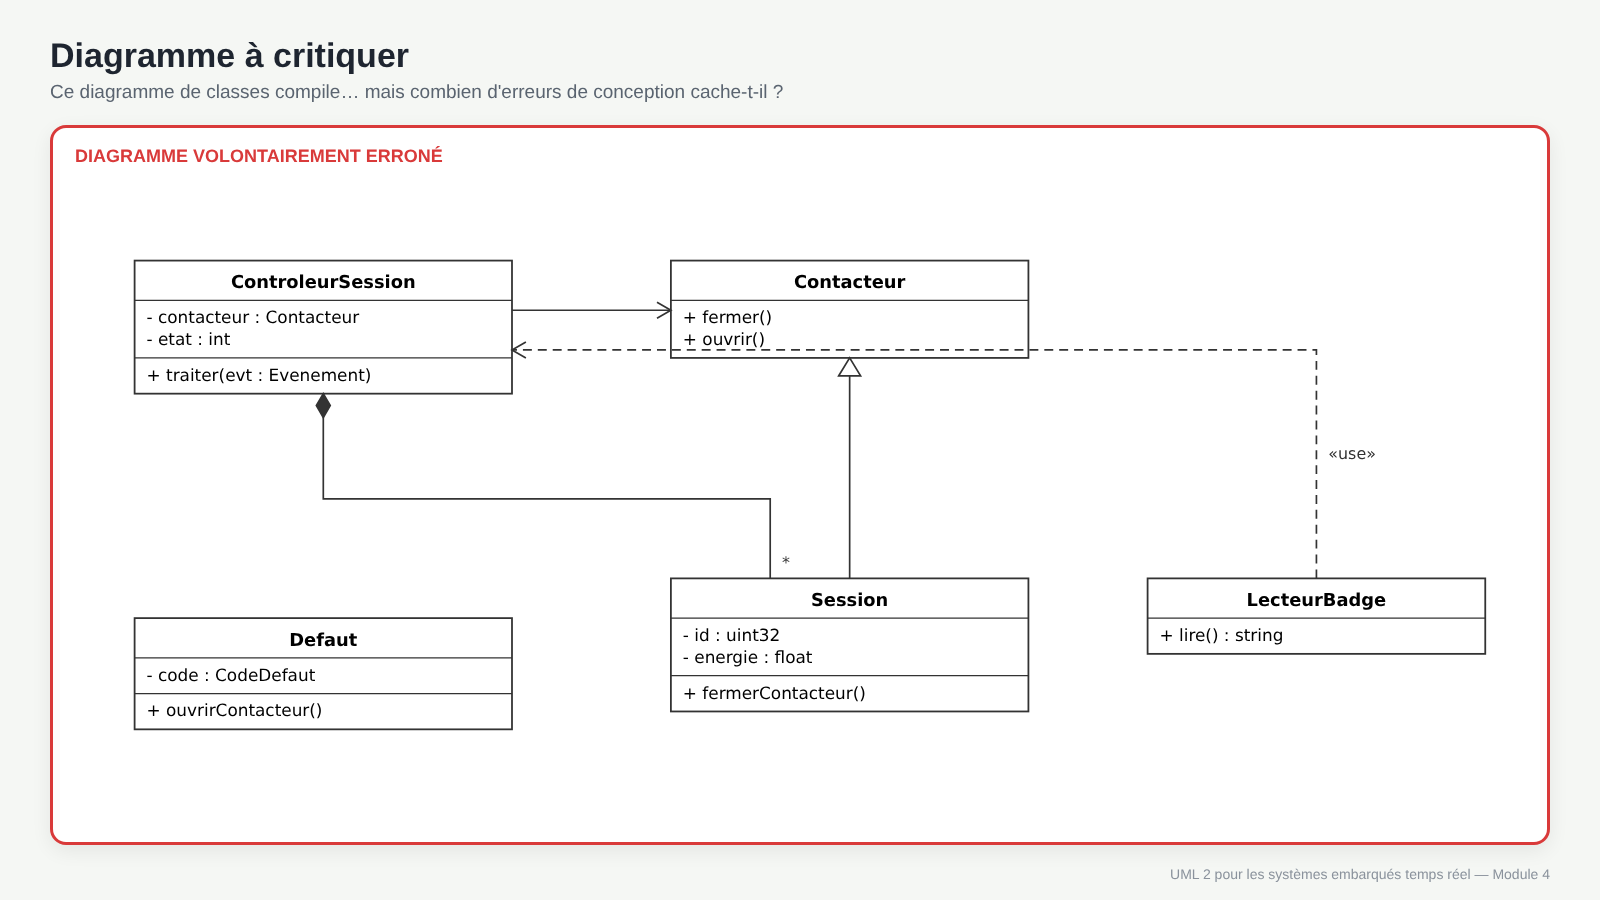 Diagramme à critiquer
Ce diagramme de classes compile… mais combien d'erreurs de conception cache-t-il ?
DIAGRAMME VOLONTAIREMENT ERRONÉ
ControleurSession
- contacteur : Contacteur
- etat : int
+ traiter(evt : Evenement)
Contacteur
+ fermer()
+ ouvrir()
«use»
*
Defaut
- code : CodeDefaut
+ ouvrirContacteur()
Session
- id : uint32
- energie : float
+ fermerContacteur()
LecteurBadge
+ lire() : string
UML 2 pour les systèmes embarqués temps réel — Module 4